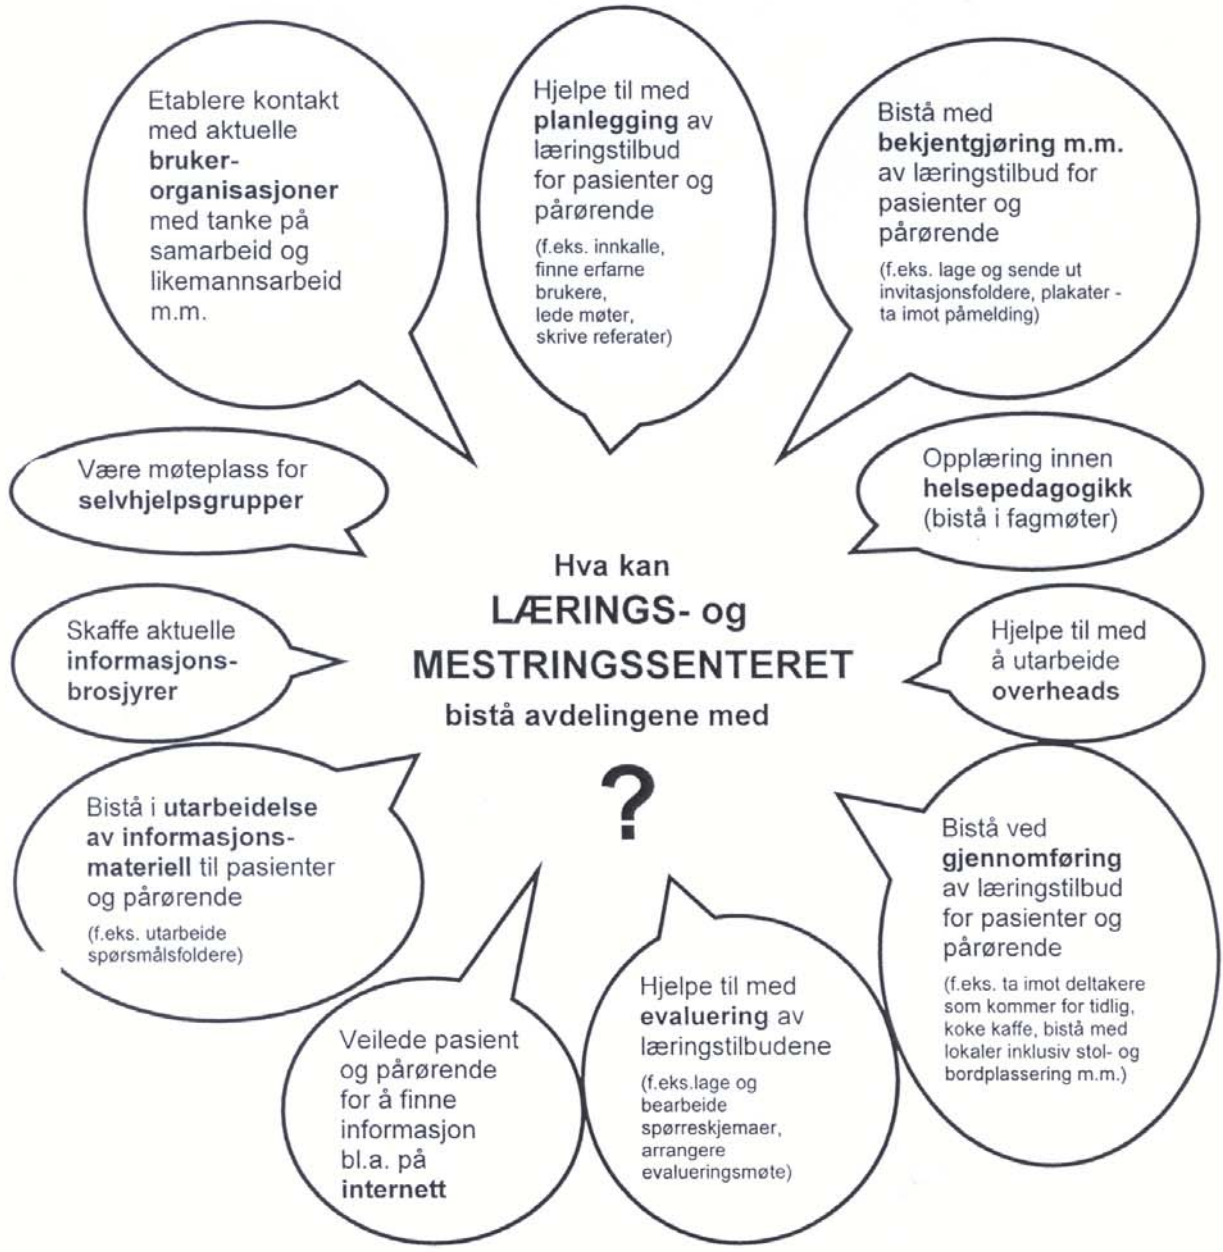 Etablere kontakt
med aktuelle
bruker-
organisasjoner
med tanke på
samarbeid og
likemannsarbeid
m.m.
Hjelpe til med
planlegging av
læringstilbud
for pasienter og
pårørende
(f.eks. innkalle,
finne erfarne
brukere,
lede møter,
skrive referater)
Bistå med
bekjentgjøring m.m.
av læringstilbud for
pasienter og
pårørende
(f.eks. lage og sende ut
invitasjonsfoldere, plakater -
ta imot påmelding)
Være møteplass for
selvhjelpsgrupper
Opplæring innen
helsepedagogikk
(bistå i fagmøter)
Hva kan
LÆRINGS- og
MESTRINGSSENTERET
bistå avdelingene med
?
Skaffe aktuelle
informasjons-
brosjyrer
Hjelpe til med
å utarbeide
overheads
Bistå i utarbeidelse
av informasjons-
materiell til pasienter
og pårørende
(f.eks. utarbeide
spørsmålsfoldere)
Bistå ved
gjennomføring
av læringstilbud
for pasienter og
pårørende
(f.eks. ta imot deltakere
som kommer for tidlig,
koke kaffe, bistå med
lokaler inklusiv stol- og
bordplassering m.m.)
Veilede pasient
og pårørende
for å finne
informasjon
bl.a. på
internett
Hjelpe til med
evaluering av
læringstilbudene
(f.eks.lage og
bearbeide
spørreskjemaer,
arrangere
evalueringsmøte)